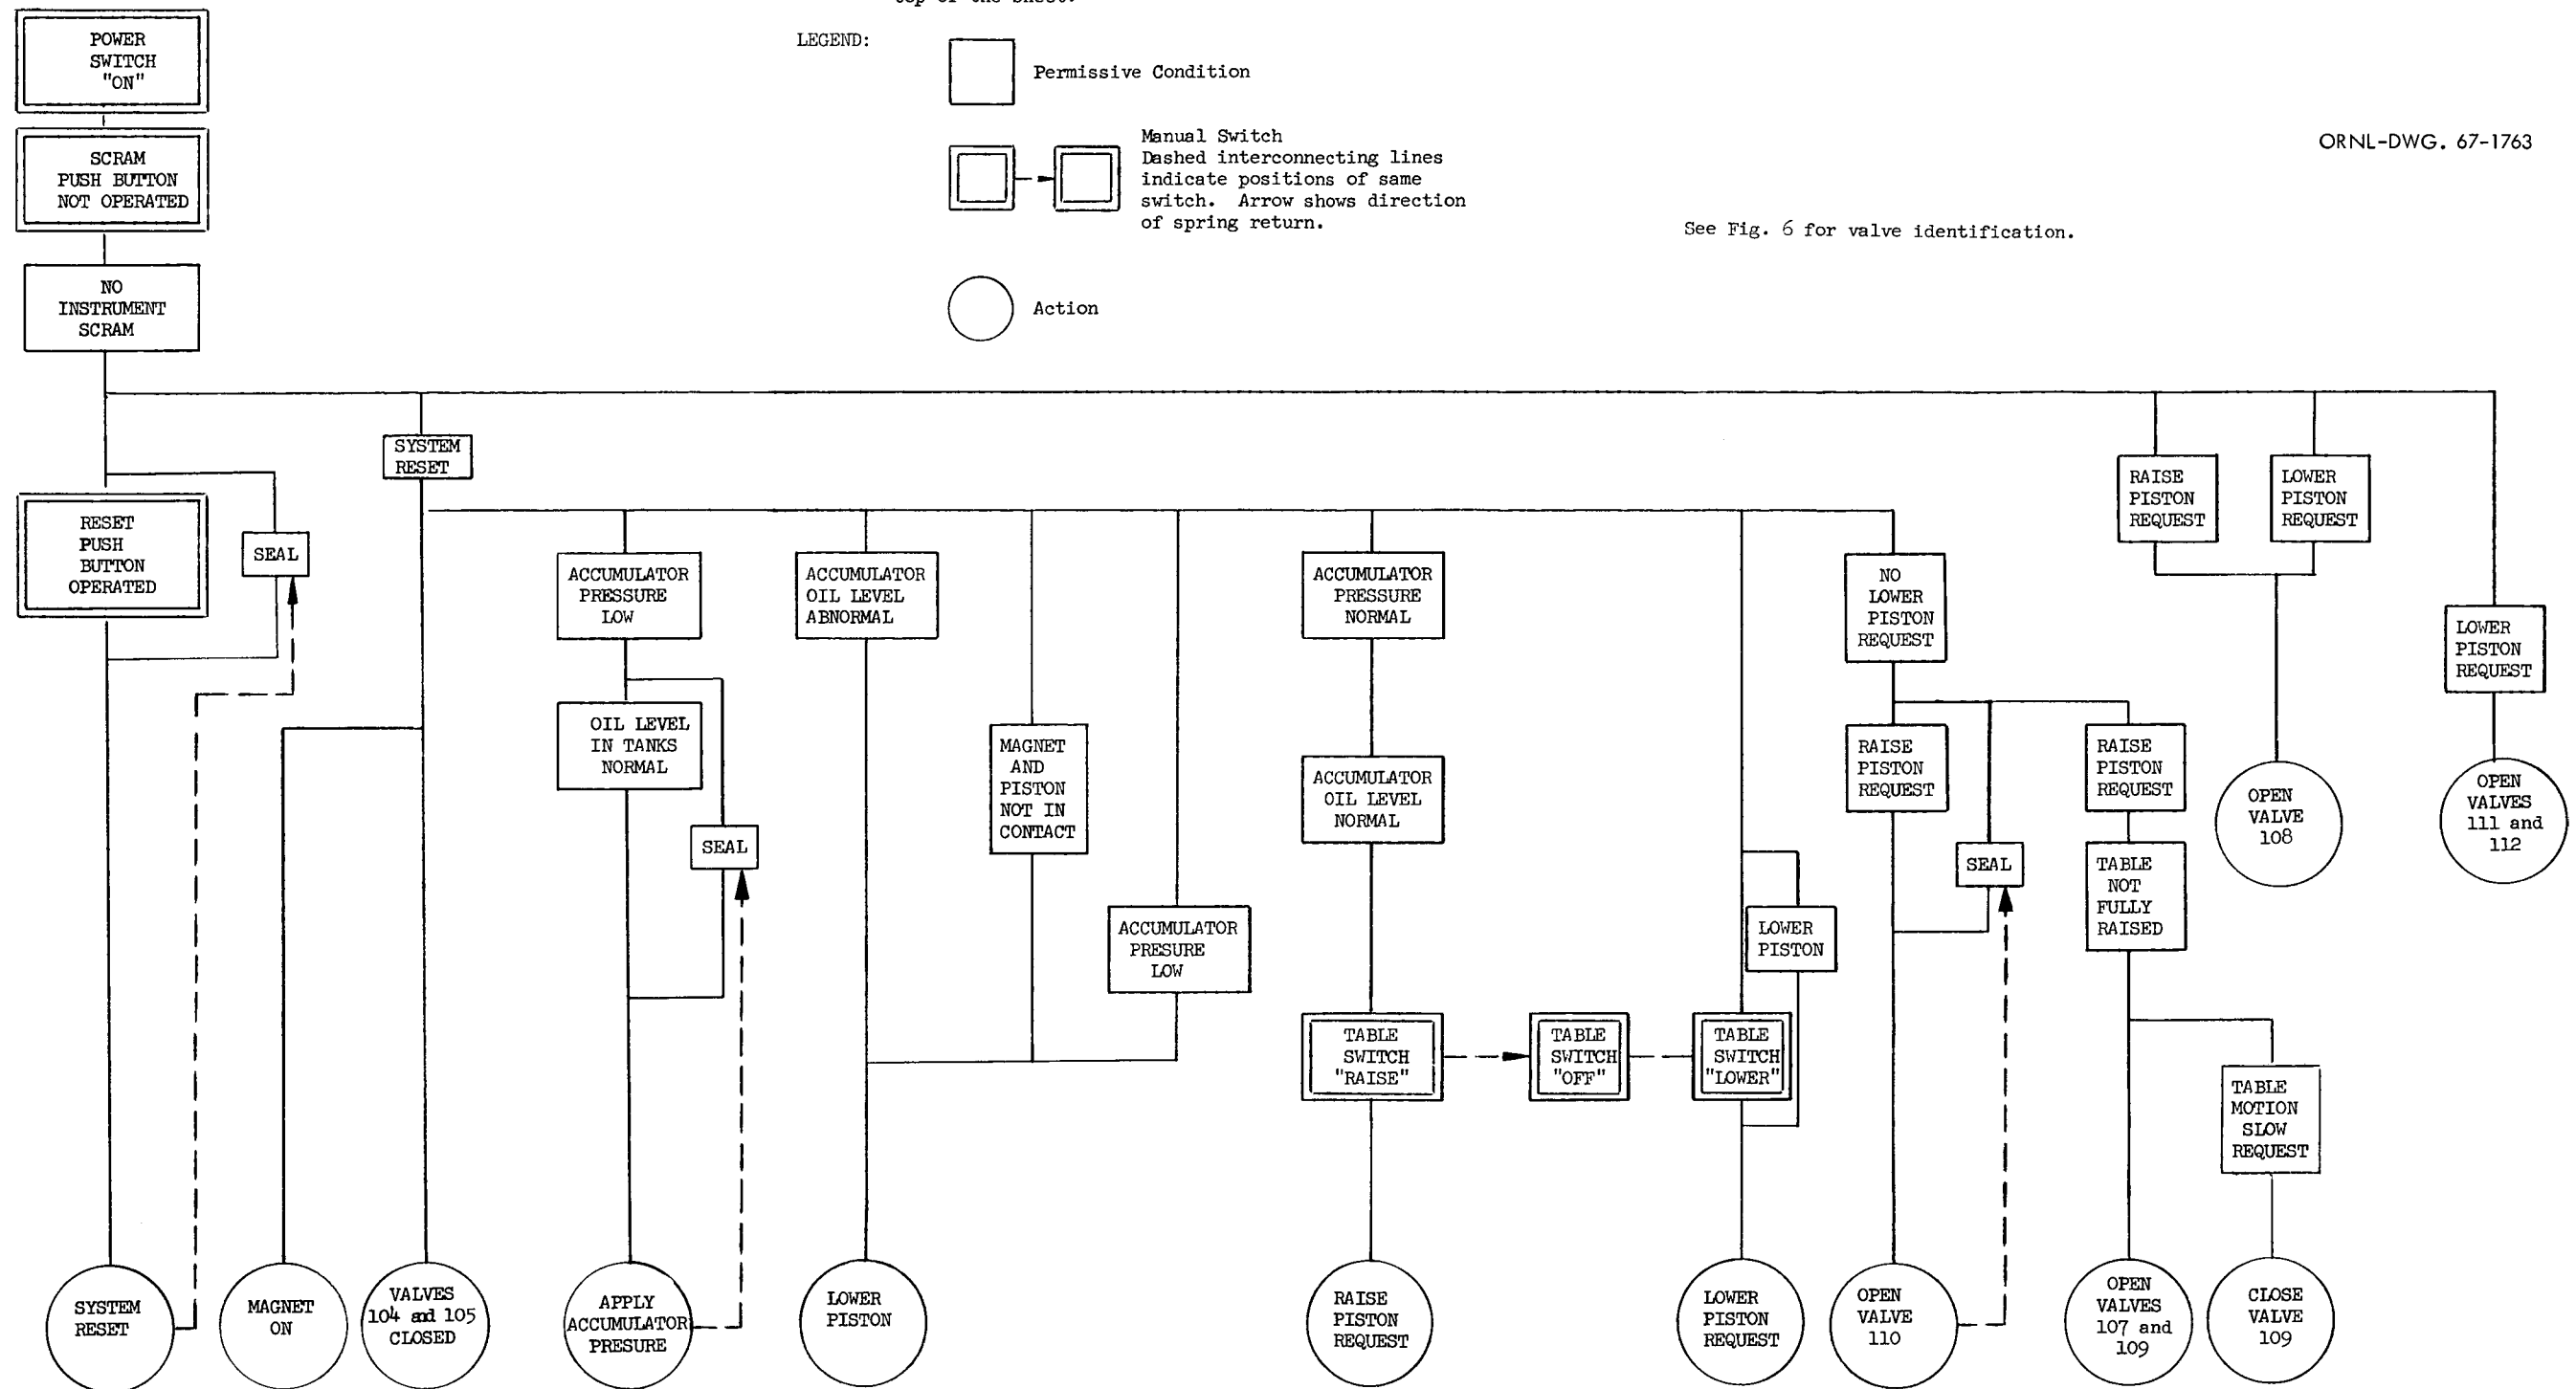 top of the sheet.
POWER
SWITCH
"ON"
LEGEND:
Permissive Condition
SCRAM
PUSH BUTTON
NOT OPERATED
Manual Switch
Dashed interconnecting lines
indicate positions of same
switch. Arrow shows direction
of spring return.
ORNL-DWG. 67-1763
See Fig. 6 for valve identification.
NO
INSTRUMENT
SCRAM
Action
SYSTEM
RESET
RAISE
PISTON
REQUEST
LOWER
PISTON
REQUEST
RESET
PUSH
BUTTON
OPERATED
SEAL
ACCUMULATOR
PRESSURE
LOW
ACCUMULATOR
OIL LEVEL
ABNORMAL
ACCUMULATOR
PRESSURE
NORMAL
NO
LOWER
PISTON
REQUEST
LOWER
PISTON
REQUEST
OIL LEVEL
IN TANKS
NORMAL
MAGNET
AND
PISTON
NOT IN
CONTACT
ACCUMULATOR
OIL LEVEL
NORMAL
RAISE
PISTON
REQUEST
RAISE
PISTON
REQUEST
OPEN
VALVE
108
OPEN
VALVES
111 and
112
SEAL
SEAL
TABLE
NOT
FULLY
RAISED
ACCUMULATOR
PRESURE
LOW
LOWER
PISTON
TABLE
SWITCH
"RAISE"
TABLE
SWITCH
"OFF"
TABLE
SWITCH
"LOWER"
TABLE
MOTION
SLOW
REQUEST
SYSTEM
RESET
MAGNET
ON
VALVES
104 and 105
CLOSED
APPLY
ACCUMULATOR
PRESURE
LOWER
PISTON
RAISE
PISTON
REQUEST
LOWER
PISTON
REQUEST
OPEN
VALVE
110
OPEN
VALVES
107 and
109
CLOSE
VALVE
109